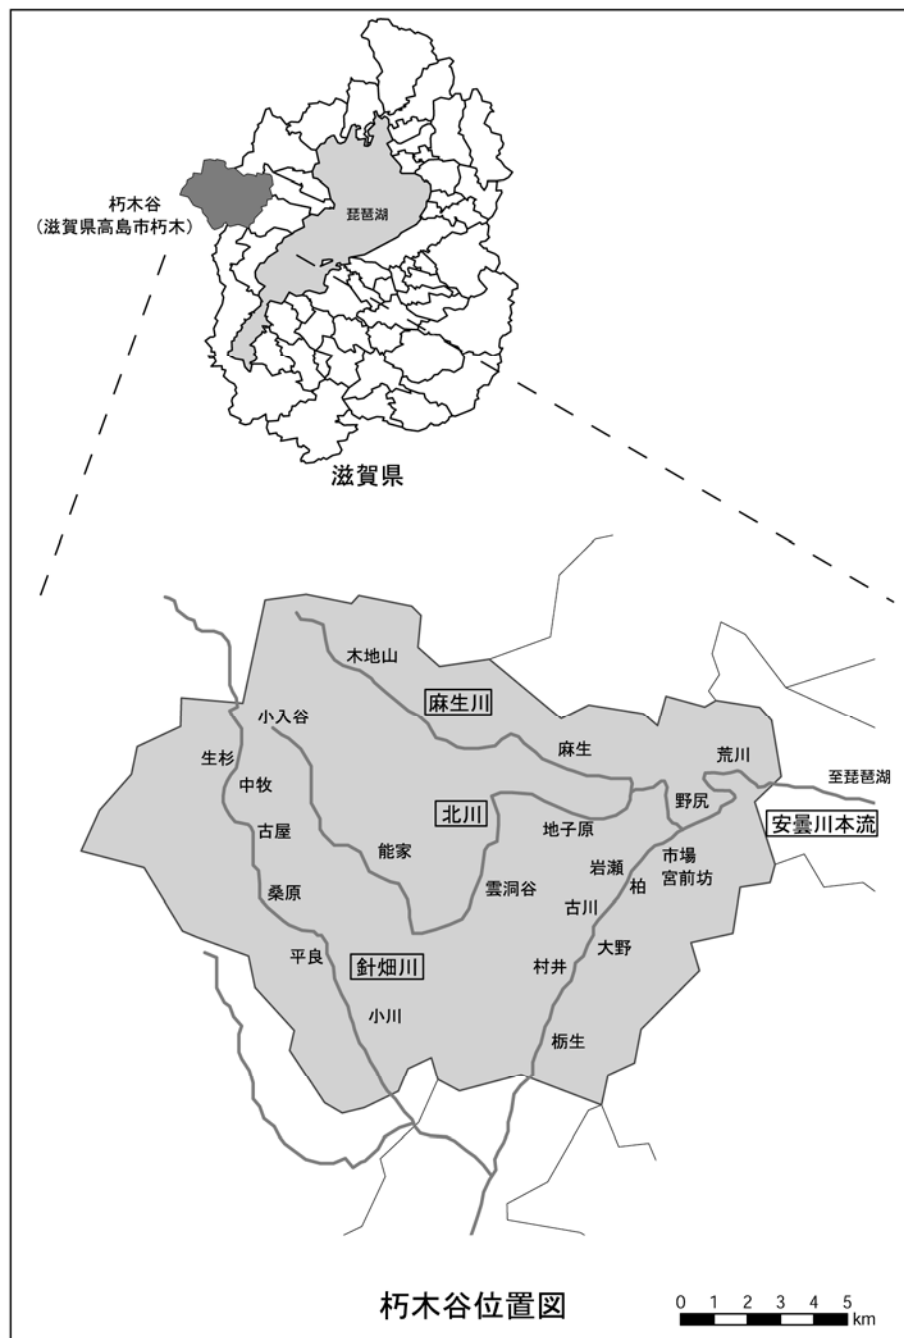 朽木谷
（滋賀県高島市朽木）
琵琶湖
滋賀県
木地山
麻生川
小入谷
麻生
荒川
生杉
至琵琶湖
中牧
野尻
北川
安曇川本流
古屋
地子原
能家
岩瀬
市場
宮前坊
雲洞谷
柏
桑原
古川
大野
平良
針畑川
村井
小川
栃生
朽木谷位置図
0 1 2 3 4 5
km